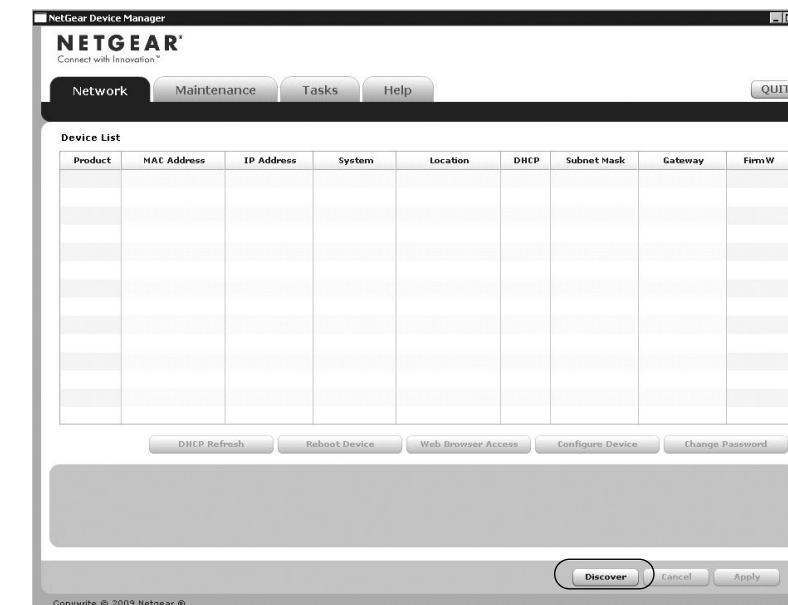 NetGear Device Manager
NETGEAR®
Connect with Innovation™
Network Maintenance Tasks Help QUIT
Device List
Product MAC Address IP Address System Location DHCP Subnet Mask Gateway FirmW
DHCP Refresh Reboot Device Web Browser Access Configure Device Change Password
Discover Cancel Apply
Copywrite © 2009 Netgear ®